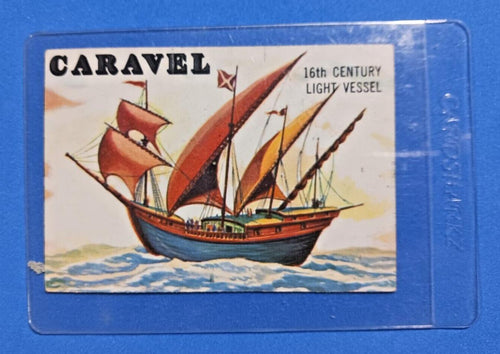 CARAVEL
16th CENTURY
LIGHT VESSEL